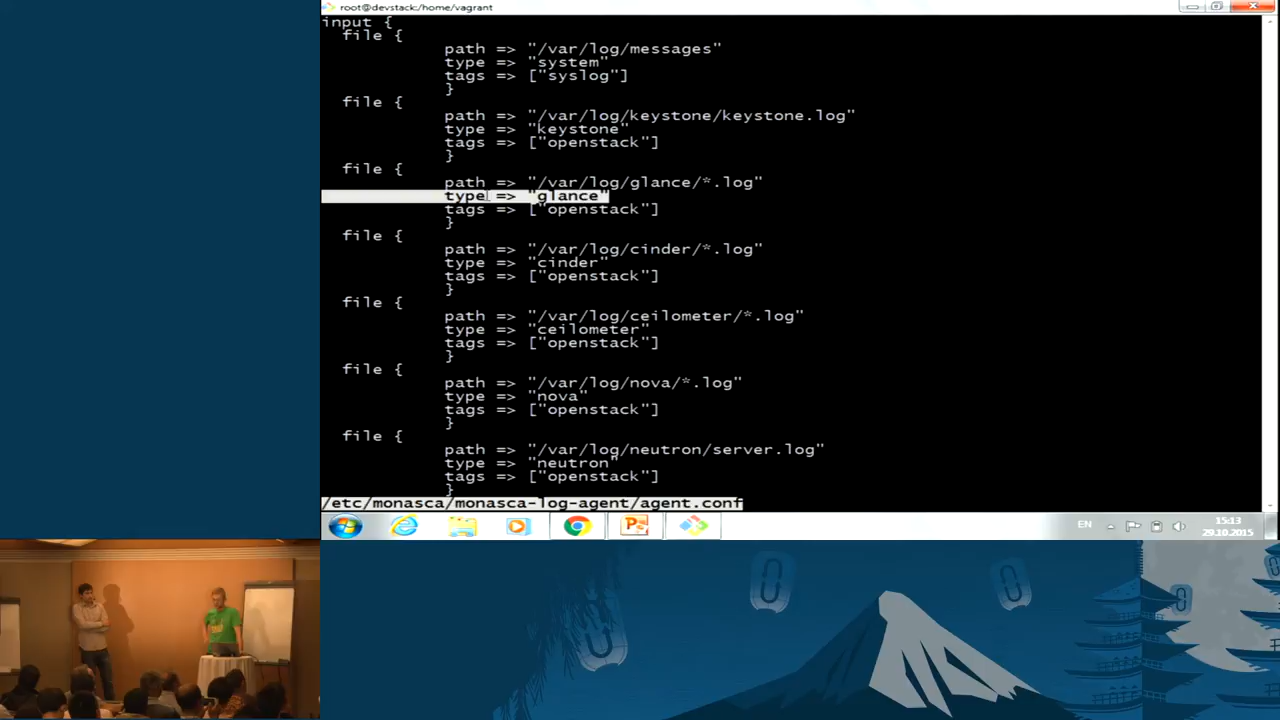 root@devstack:/home/vagrant
input {
file {
path => "/var/log/messages"
type => "system"
tags => ["syslog"]
}
file {
path => "/var/log/keystone/keystone.log"
type => "keystone"
tags => ["openstack"]
}
file {
path => "/var/log/glance/*.log"
type => "glance"
tags => ["openstack"]
}
file {
path => "/var/log/cinder/*.log"
type => "cinder"
tags => ["openstack"]
}
file {
path => "/var/log/ceilometer/*.log"
type => "ceilometer"
tags => ["openstack"]
}
file {
path => "/var/log/nova/*.log"
type => "nova"
tags => ["openstack"]
}
file {
path => "/var/log/neutron/server.log"
type => "neutron"
tags => ["openstack"]
}
/etc/monasca/monasca-log-agent/agent.conf
EN
15:13
29.10.2015